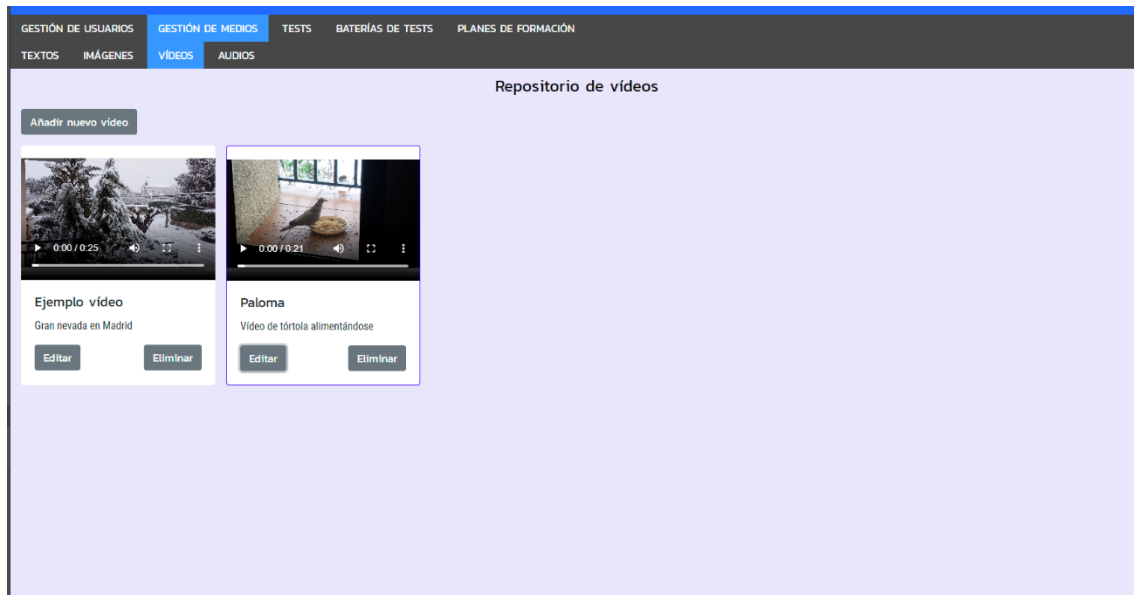 GESTIÓN DE USUARIOS GESTIÓN DE MEDIOS TESTS BATERÍAS DE TESTS PLANES DE FORMACIÓN
TEXTOS IMÁGENES VÍDEOS AUDIOS
Repositorio de vídeos
Añadir nuevo vídeo
0:00 / 0:25
Ejemplo vídeo
Gran nevada en Madrid
Editar Eliminar
0:00 / 0:21
Paloma
Vídeo de tórtola alimentándose
Editar Eliminar